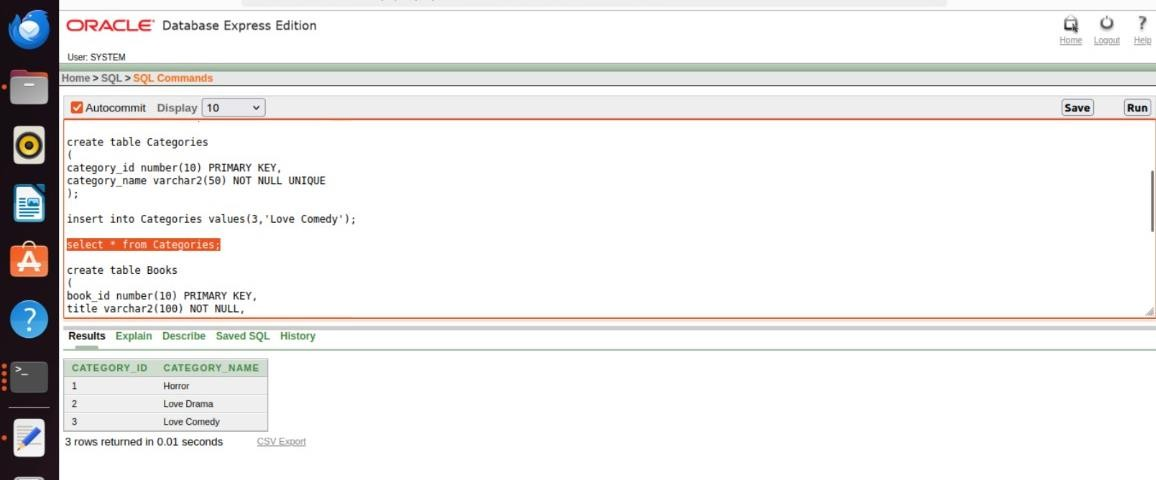 ORACLE Database Express Edition
Home Logout Help
User: SYSTEM
Home > SQL > SQL Commands
Autocommit Display 10 Save Run
create table Categories
(
category_id number(10) PRIMARY KEY,
category_name varchar2(50) NOT NULL UNIQUE
);
insert into Categories values(3,'Love Comedy');
select * from Categories;
create table Books
(
book_id number(10) PRIMARY KEY,
title varchar2(100) NOT NULL,
Results Explain Describe Saved SQL History
CATEGORY_ID CATEGORY_NAME
1 Horror
2 Love Drama
3 Love Comedy
3 rows returned in 0.01 seconds CSV Export